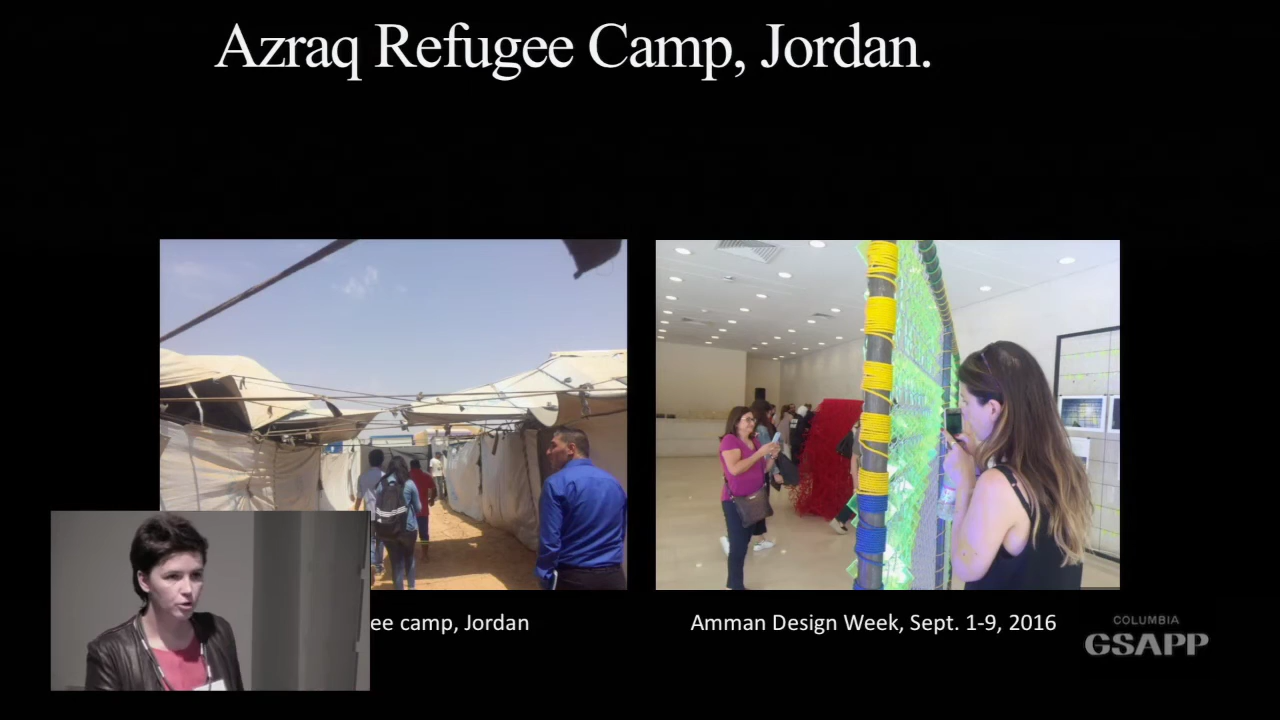 Azraq Refugee Camp, Jordan.
ee camp, Jordan
Amman Design Week, Sept. 1-9, 2016
COLUMBIA
GSAPP